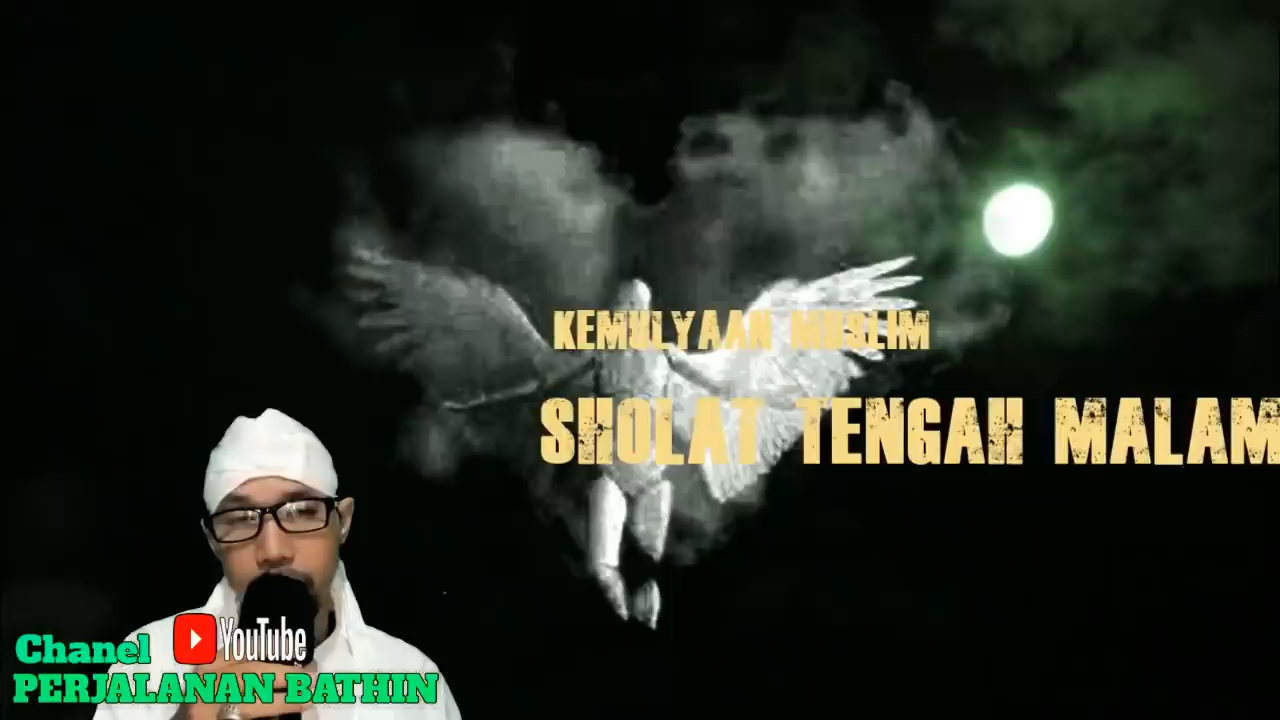 KEMULYAAN MUSLIM
SHOLAT TENGAH MALAM
Chanel YouTube
PERJALANAN BATHIN